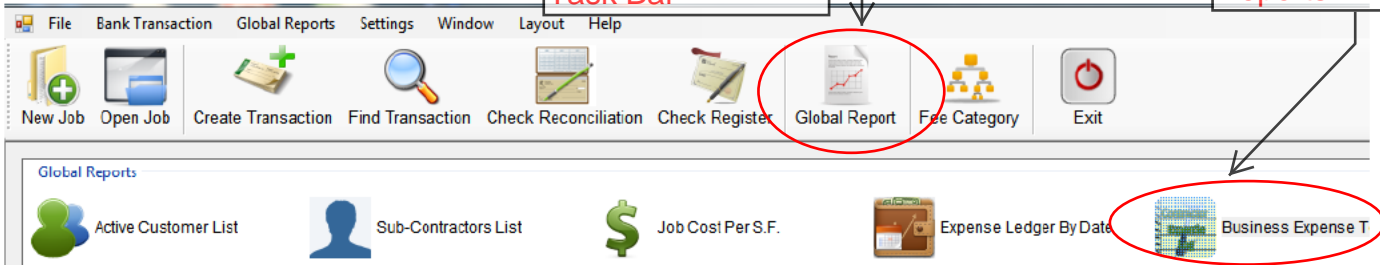 Task Bar
File Bank Transaction Global Reports Settings Window Layout Help
New Job Open Job Create Transaction Find Transaction Check Reconciliation Check Register Global Report Fee Category Exit
Global Reports
Active Customer List Sub-Contractors List Job Cost Per S.F. Expense Ledger By Date Business Expense T